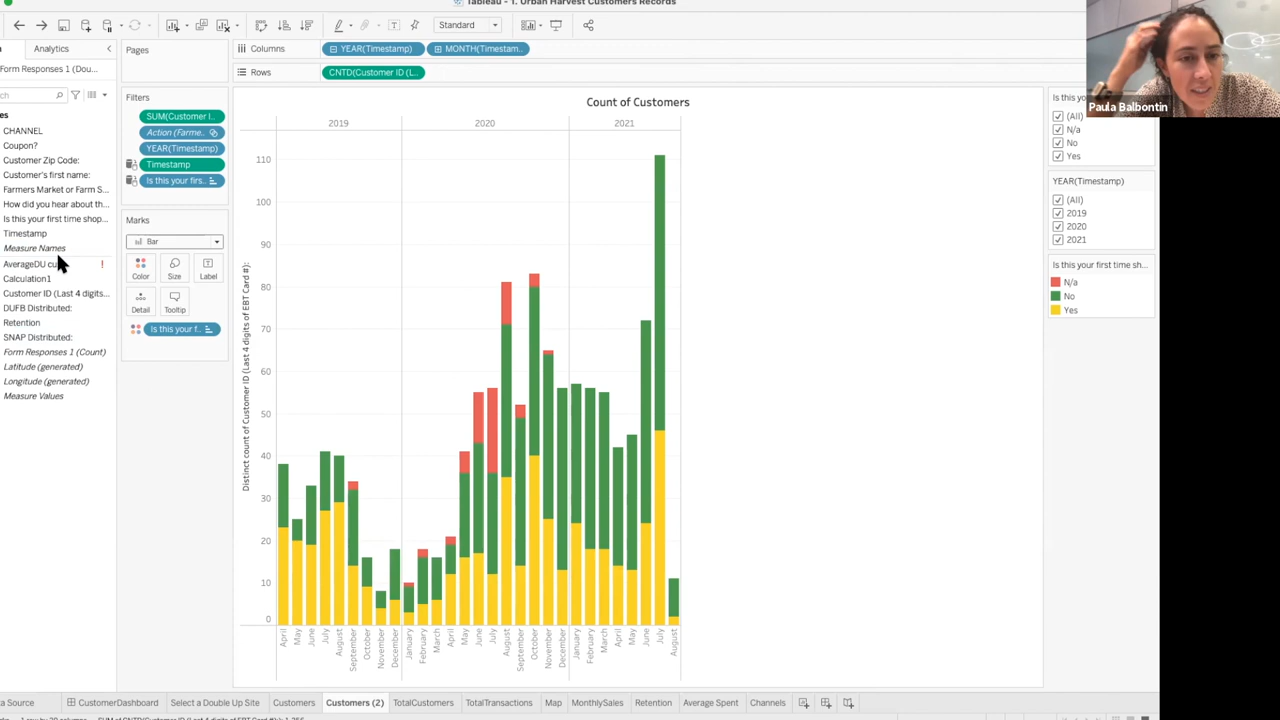 Tableau - 1. Urban Harvest Customers Records
Standard
Analytics
Pages
Columns
YEAR(Timestamp)
MONTH(Timestam..
Form Responses 1 (Dou...
Rows
CNTD(Customer ID (L..
Filters
SUM(Customer I..
Action (Farme..
YEAR(Timestamp)
Timestamp
Is this your firs..
CHANNEL
Coupon?
Customer Zip Code:
Customer's first name:
Farmers Market or Farm S...
How did you hear about th...
Is this your first time shop...
Timestamp
Measure Names
AverageDU cu
Calculation1
Customer ID (Last 4 digits...
DUFB Distributed:
Retention
SNAP Distributed:
Form Responses 1 (Count)
Latitude (generated)
Longitude (generated)
Measure Values
Marks
Bar
Color
Size
Label
Detail
Tooltip
Is this your f..
Count of Customers
2019
2020
2021
Distinct count of Customer ID (Last 4 digits of EBT Card #):
110
100
90
80
70
60
50
40
30
20
10
0
April
May
June
July
August
September
October
November
December
January
February
March
April
May
June
July
August
September
October
November
December
January
February
March
April
May
June
July
August
Paula Balbontin
Is this yo
(All)
N/a
No
Yes
YEAR(Timestamp)
(All)
2019
2020
2021
Is this your first time sh...
N/a
No
Yes
CustomerDashboard
Select a Double Up Site
Customers
Customers (2)
TotalCustomers
TotalTransactions
Map
MonthlySales
Retention
Average Spent
Channels